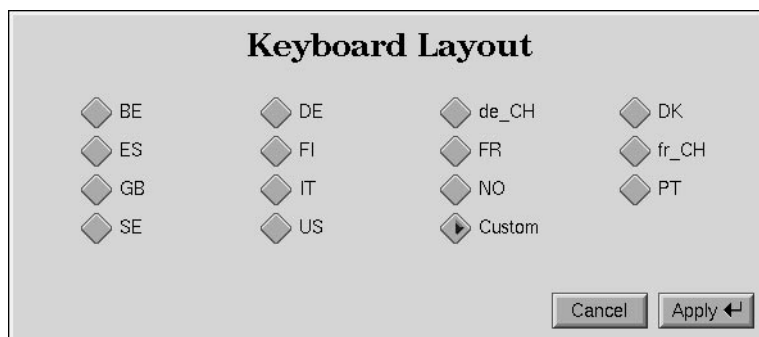 Keyboard Layout
BE DE de_CH DK
ES FI FR fr_CH
GB IT NO PT
SE US Custom
Cancel Apply